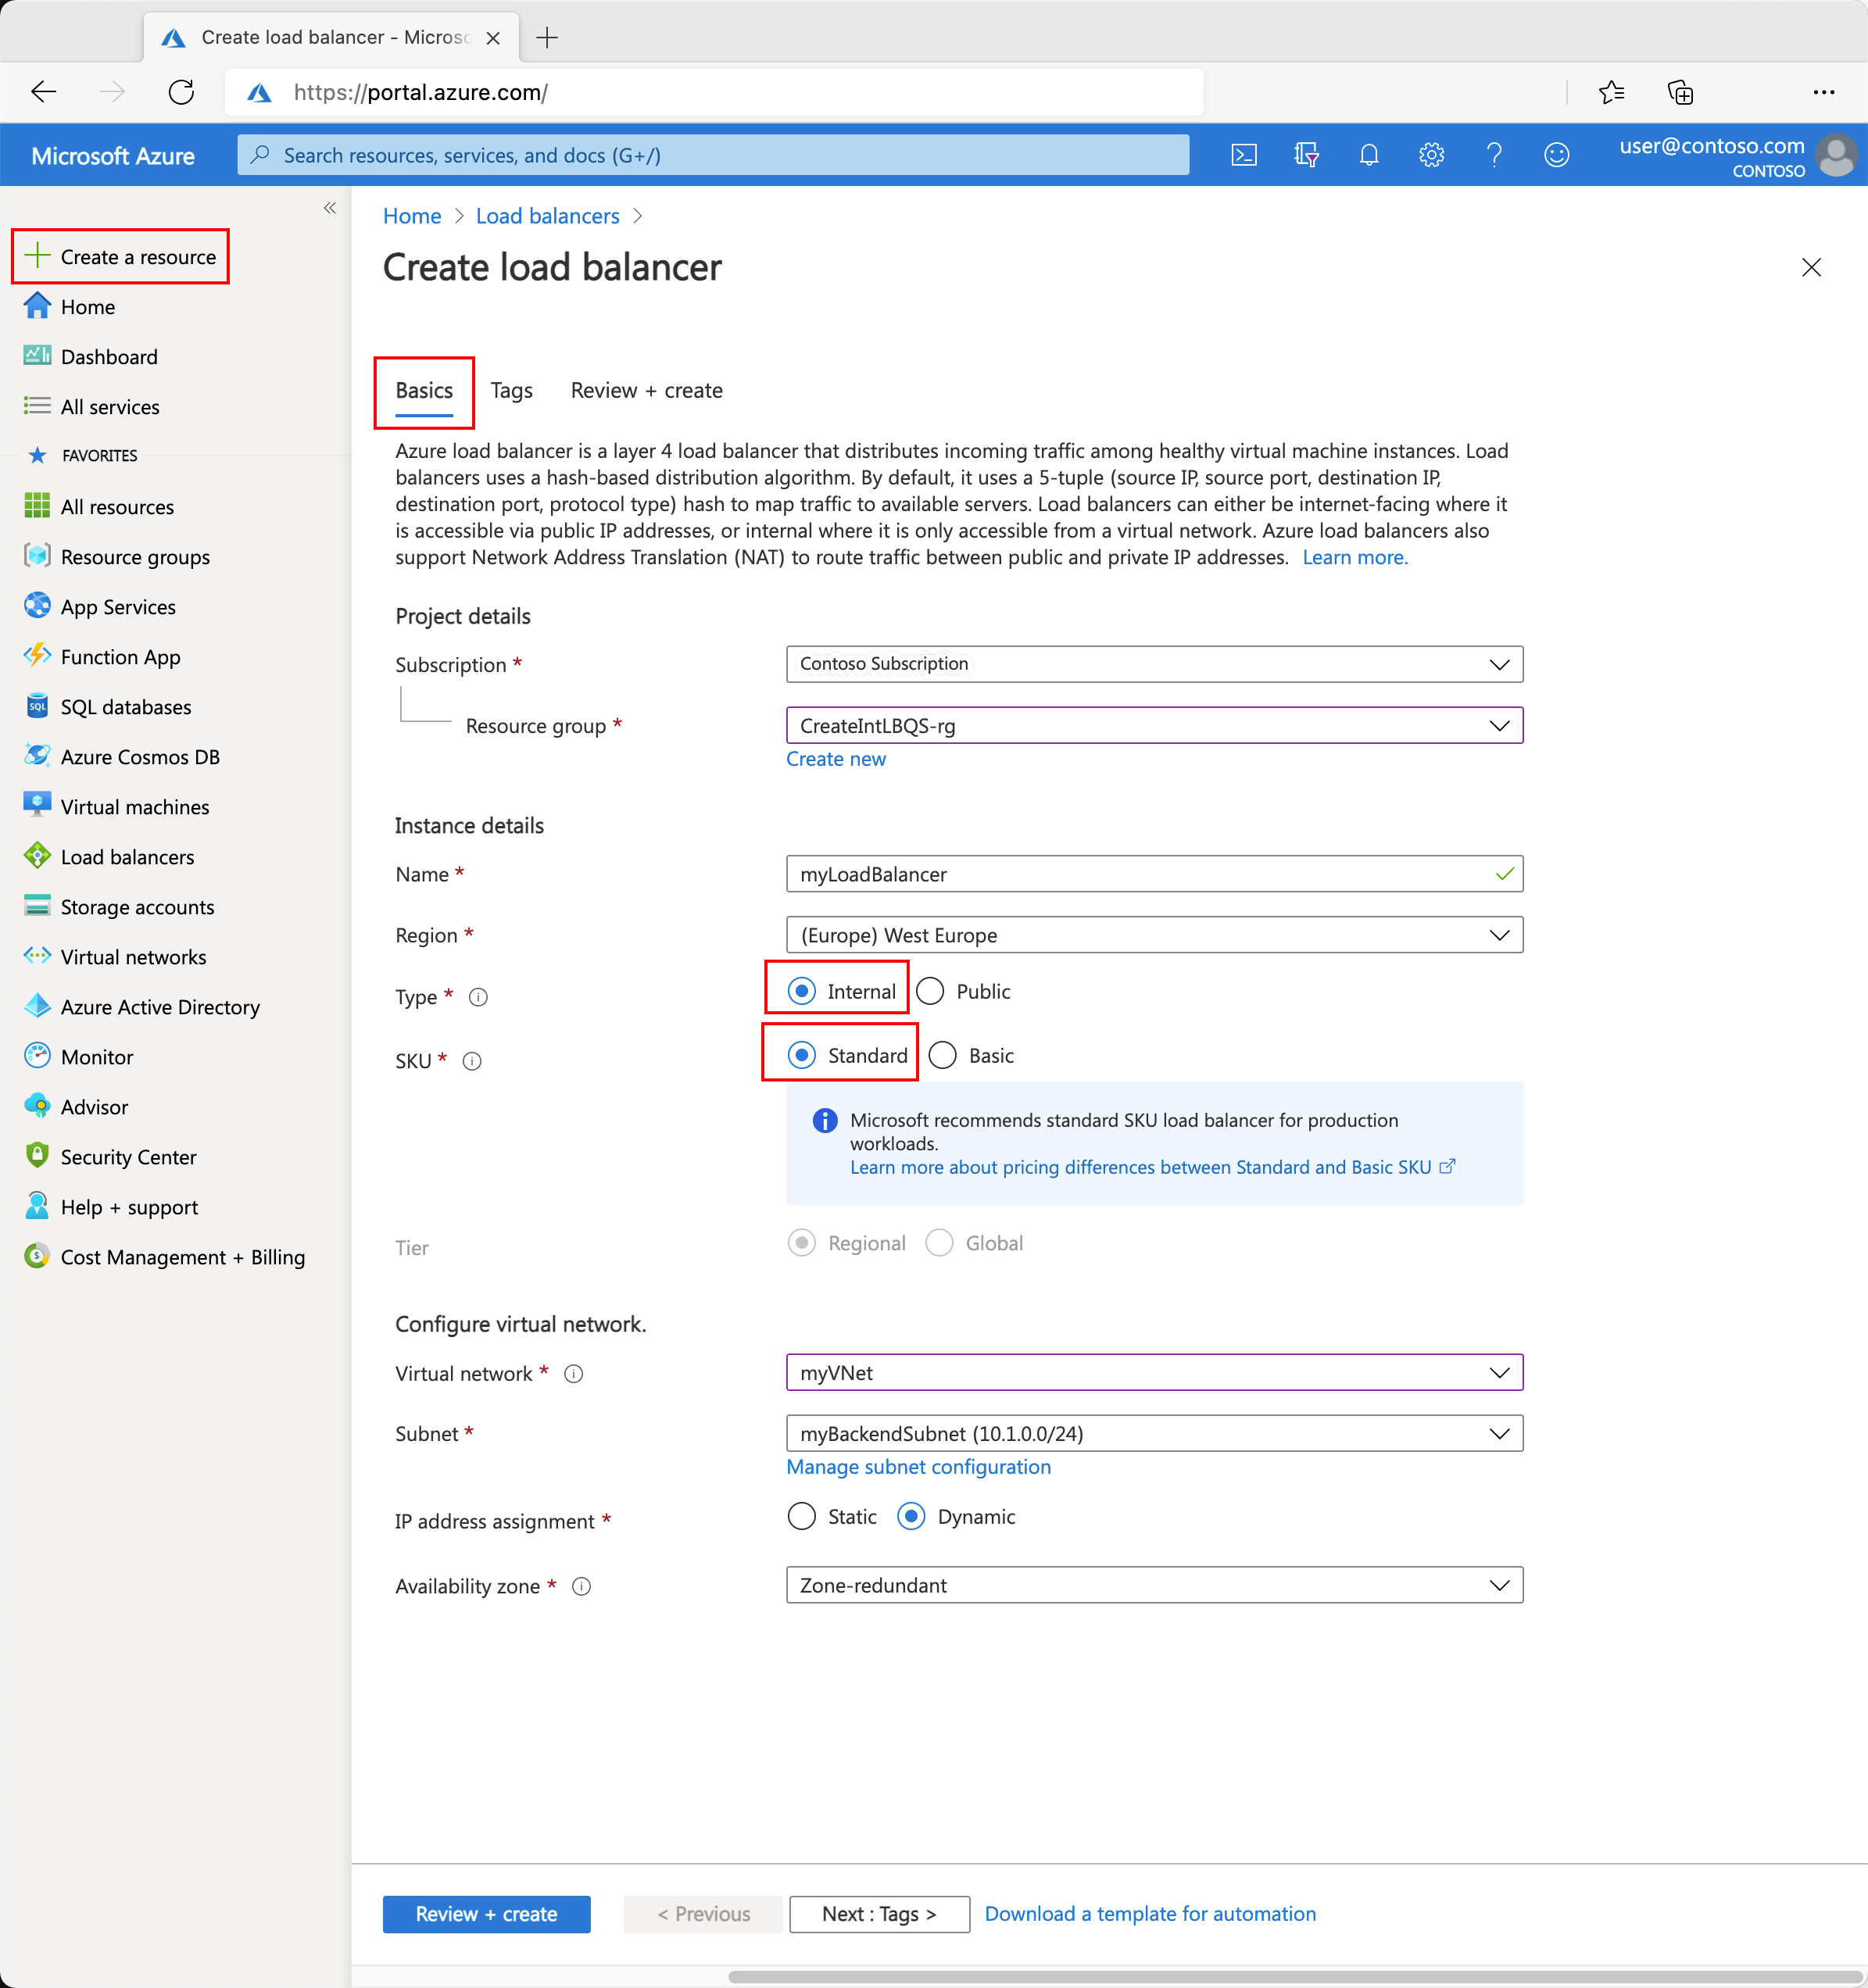 Create load balancer - Micros
https://portal.azure.com/
Microsoft Azure
Search resources, services, and docs (G+/)
user@contoso.com
CONTOSO
Create a resource
Home
Dashboard
All services
FAVORITES
All resources
Resource groups
App Services
Function App
SQL
SQL databases
Azure Cosmos DB
Virtual machines
Load balancers
Storage accounts
Virtual networks
Azure Active Directory
Monitor
Advisor
Security Center
Help + support
Cost Management + Billing
Home > Load balancers >
Create load balancer
Basics Tags Review + create
Azure load balancer is a layer 4 load balancer that distributes incoming traffic among healthy virtual machine instances. Load
balancers uses a hash-based distribution algorithm. By default, it uses a 5-tuple (source IP, source port, destination IP,
destination port, protocol type) hash to map traffic to available servers. Load balancers can either be internet-facing where it
is accessible via public IP addresses, or internal where it is only accessible from a virtual network. Azure load balancers also
support Network Address Translation (NAT) to route traffic between public and private IP addresses. Learn more.
Project details
Subscription * Contoso Subscription
Resource group * CreateIntLBQS-rg
Create new
Instance details
Name * myLoadBalancer
Region * (Europe) West Europe
Type * Internal Public
SKU * Standard Basic
Microsoft recommends standard SKU load balancer for production
workloads.
Learn more about pricing differences between Standard and Basic SKU
Tier Regional Global
Configure virtual network.
Virtual network * myVNet
Subnet * myBackendSubnet (10.1.0.0/24)
Manage subnet configuration
IP address assignment * Static Dynamic
Availability zone * Zone-redundant
Review + create < Previous Next : Tags > Download a template for automation